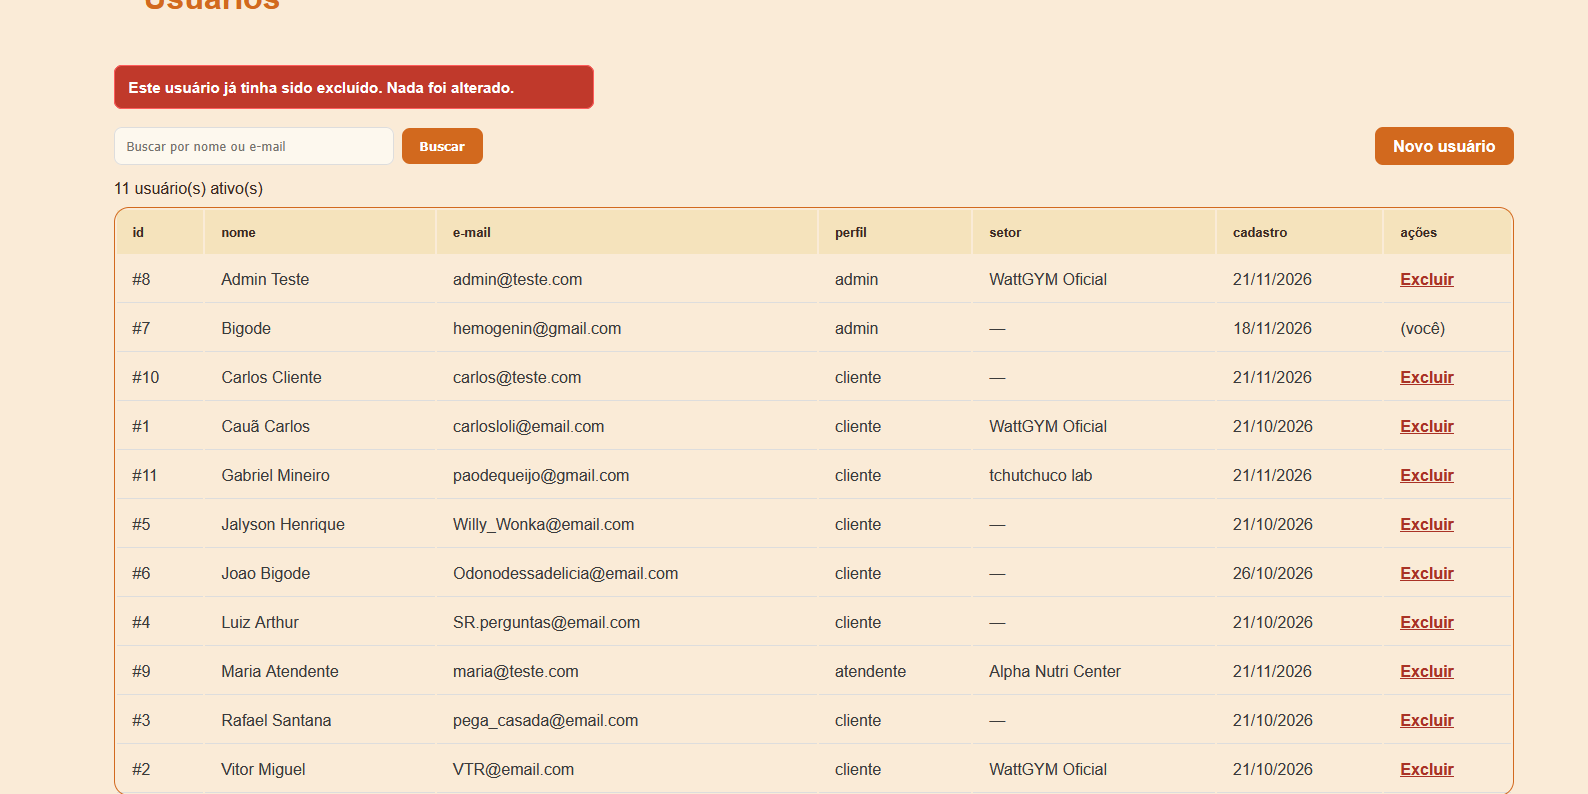 Usuários
Este usuário já tinha sido excluído. Nada foi alterado.
Buscar por nome ou e-mail Buscar Novo usuário
11 usuário(s) ativo(s)
id nome e-mail perfil setor cadastro ações
#8 Admin Teste admin@teste.com admin WattGYM Oficial 21/11/2026 Excluir
#7 Bigode hemogenin@gmail.com admin — 18/11/2026 (você)
#10 Carlos Cliente carlos@teste.com cliente — 21/11/2026 Excluir
#1 Cauã Carlos carlosloli@email.com cliente WattGYM Oficial 21/10/2026 Excluir
#11 Gabriel Mineiro paodequeijo@gmail.com cliente tchutchuco lab 21/11/2026 Excluir
#5 Jalyson Henrique Willy_Wonka@email.com cliente — 21/10/2026 Excluir
#6 Joao Bigode Odonodessadelicia@email.com cliente — 26/10/2026 Excluir
#4 Luiz Arthur SR.perguntas@email.com cliente — 21/10/2026 Excluir
#9 Maria Atendente maria@teste.com atendente Alpha Nutri Center 21/11/2026 Excluir
#3 Rafael Santana pega_casada@email.com cliente — 21/10/2026 Excluir
#2 Vitor Miguel VTR@email.com cliente WattGYM Oficial 21/10/2026 Excluir